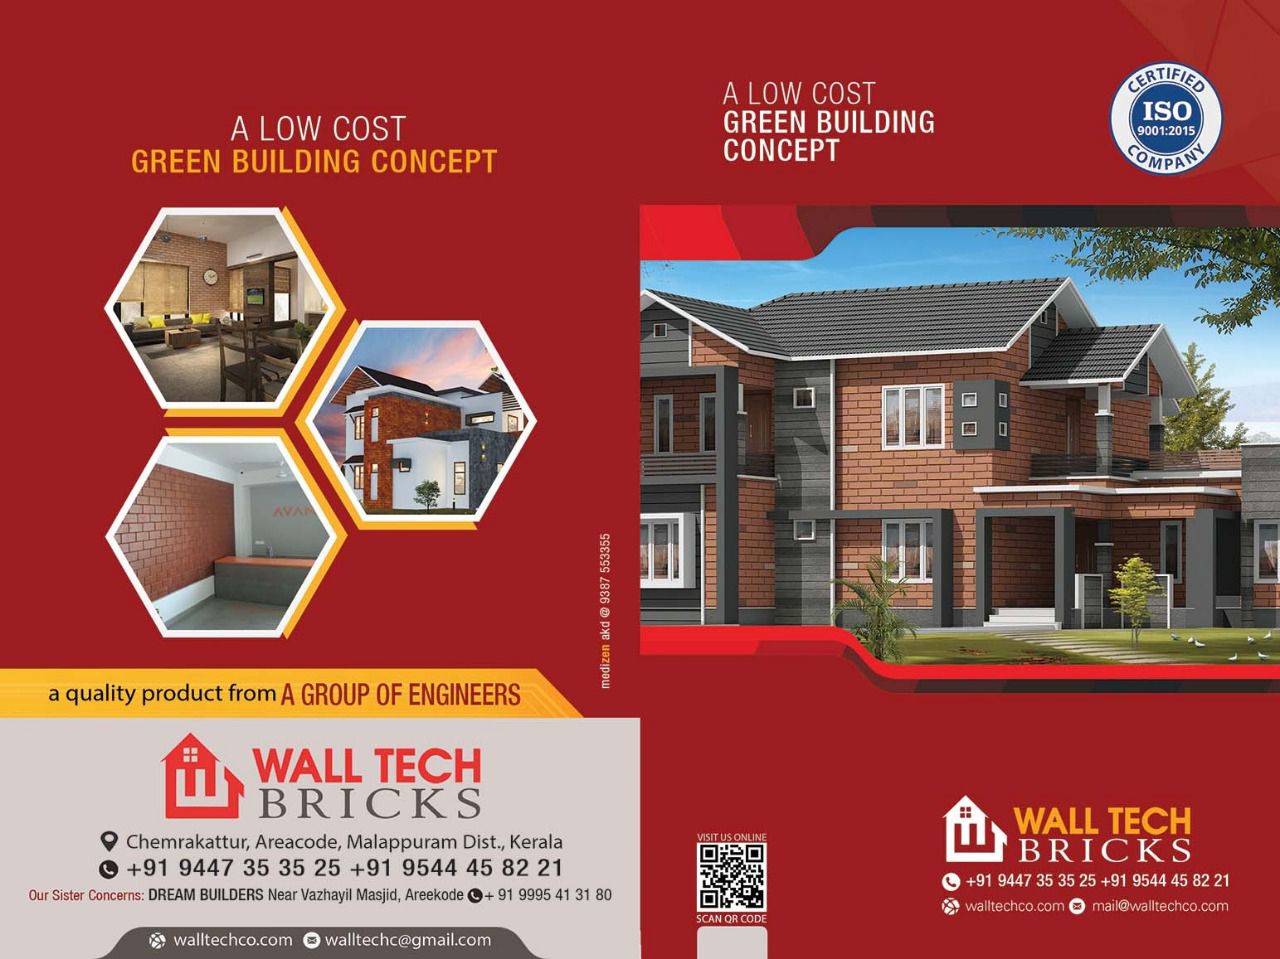 A LOW COST
GREEN BUILDING CONCEPT
AVAN
medizen akd @ 9387 553355
a quality product from A GROUP OF ENGINEERS
WALL TECH
BRICKS
Chemrakattur, Areacode, Malappuram Dist., Kerala
+91 9447 35 35 25 +91 9544 45 82 21
Our Sister Concerns: DREAM BUILDERS Near Vazhayil Masjid, Areekode + 91 9995 41 31 80
walltechco.com walltechc@gmail.com
A LOW COST
GREEN BUILDING
CONCEPT
CERTIFIED
ISO
9001:2015
COMPANY
VISIT US ONLINE
SCAN QR CODE
WALL TECH
BRICKS
+91 9447 35 35 25 +91 9544 45 82 21
walltechco.com mail@walltechco.com